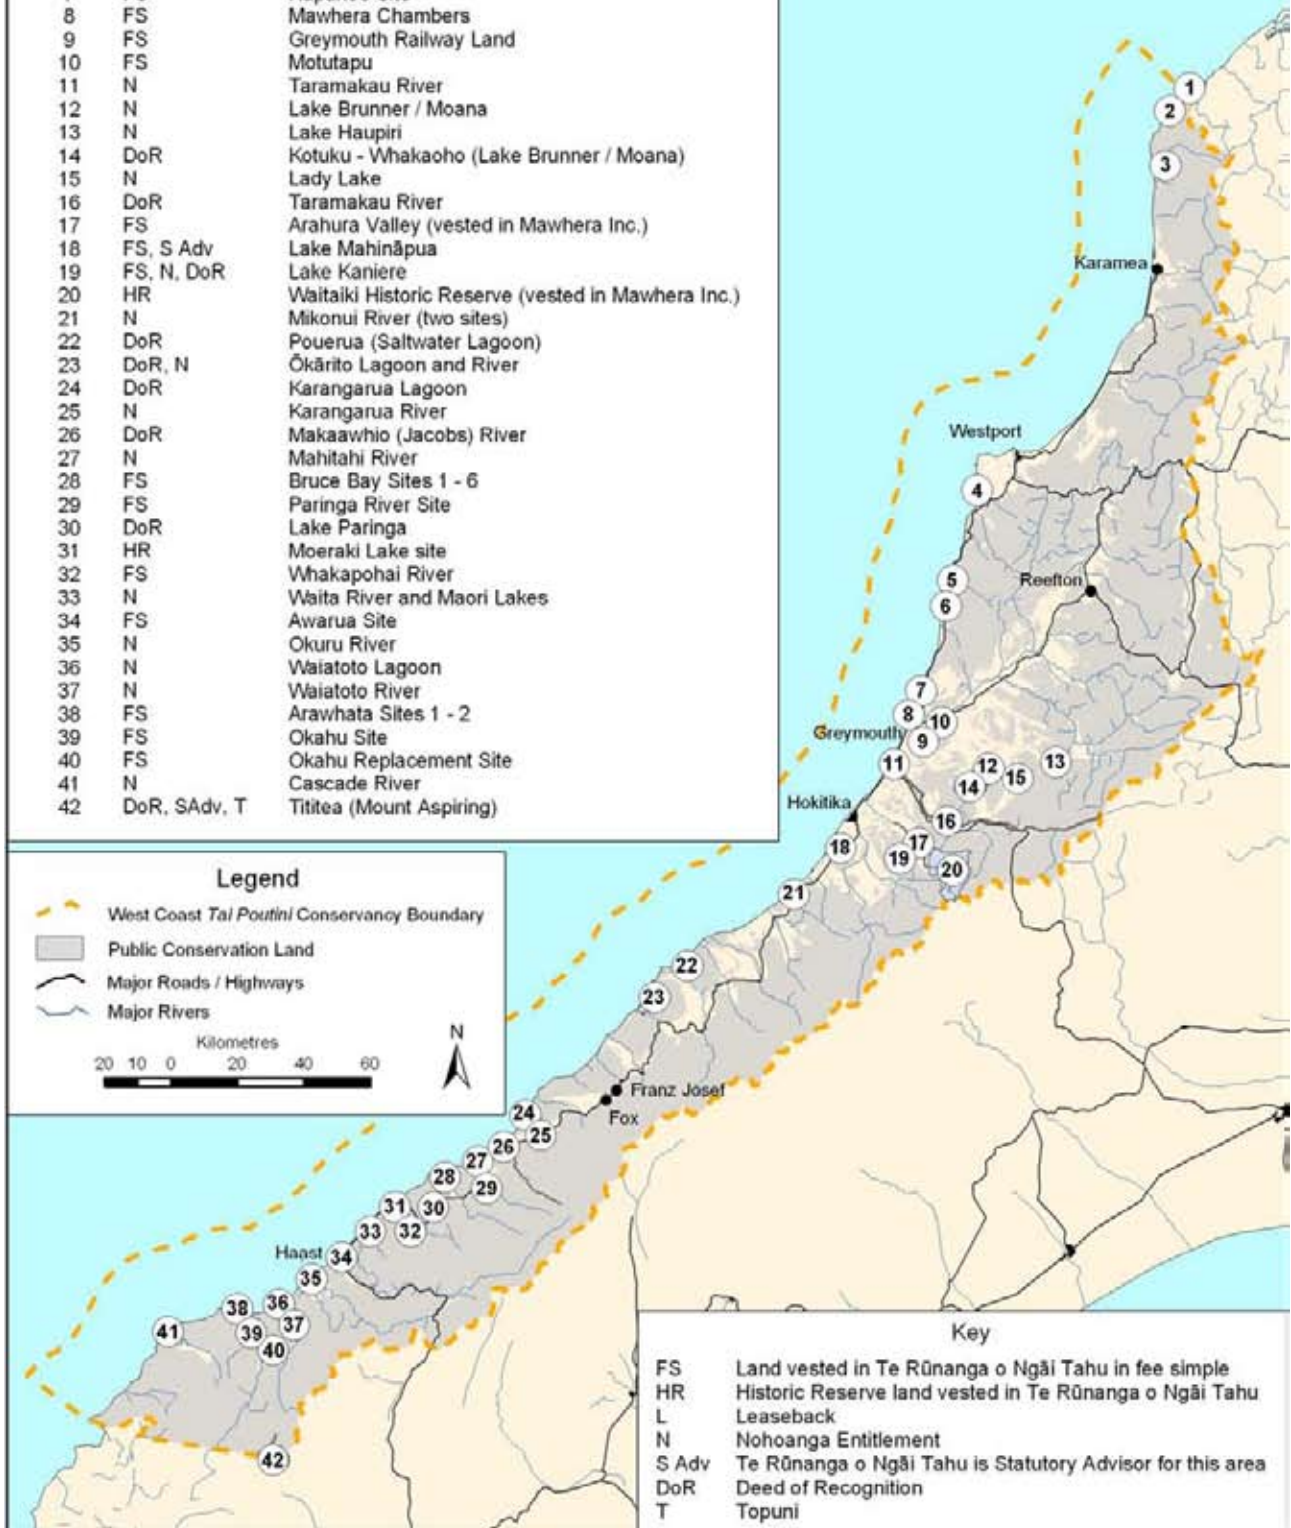 8 FS Mawhera Chambers
9 FS Greymouth Railway Land
10 FS Motutapu
11 N Taramakau River
12 N Lake Brunner / Moana
13 N Lake Haupiri
14 DoR Kotuku - Whakaoho (Lake Brunner / Moana)
15 N Lady Lake
16 DoR Taramakau River
17 FS Arahura Valley (vested in Mawhera Inc.)
18 FS, S Adv Lake Mahināpua
19 FS, N, DoR Lake Kaniere
20 HR Waitaiki Historic Reserve (vested in Mawhera Inc.)
21 N Mikonui River (two sites)
22 DoR Pouerua (Saltwater Lagoon)
23 DoR, N Ōkārito Lagoon and River
24 DoR Karangarua Lagoon
25 N Karangarua River
26 DoR Makaawhio (Jacobs) River
27 N Mahitahi River
28 FS Bruce Bay Sites 1 - 6
29 FS Paringa River Site
30 DoR Lake Paringa
31 HR Moeraki Lake site
32 FS Whakapohai River
33 N Waita River and Maori Lakes
34 FS Awarua Site
35 N Okuru River
36 N Waiatoto Lagoon
37 N Waiatoto River
38 FS Arawhata Sites 1 - 2
39 FS Okahu Site
40 FS Okahu Replacement Site
41 N Cascade River
42 DoR, SAdv, T Tititea (Mount Aspiring)
1
2
3
Karamea
Westport
4
5
Reefton
6
7
8
10
Greymouth
9
11
12
13
15
14
Hokitika
16
17
18
19
20
21
22
23
Franz Josef
Fox
24
25
26
27
28
29
31
30
33
32
Haast
34
35
38
36
37
41
39
40
42
Legend
West Coast Tai Poutini Conservancy Boundary
Public Conservation Land
Major Roads / Highways
Major Rivers
Kilometres
20 10 0 20 40 60
N
Key
FS Land vested in Te Rūnanga o Ngāi Tahu in fee simple
HR Historic Reserve land vested in Te Rūnanga o Ngāi Tahu
L Leaseback
N Nohoanga Entitlement
S Adv Te Rūnanga o Ngāi Tahu is Statutory Advisor for this area
DoR Deed of Recognition
T Topuni